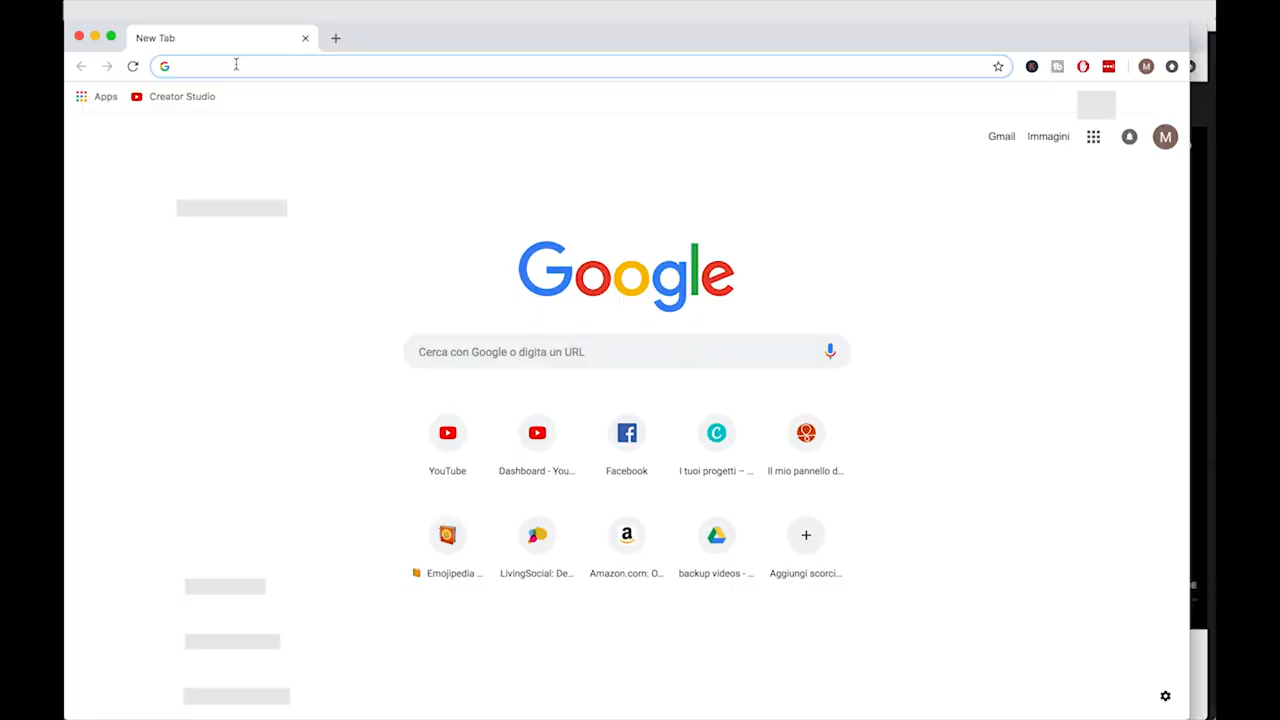 New Tab
Apps Creator Studio
Gmail Immagini M
Google
Cerca con Google o digita un URL
YouTube Dashboard - You... Facebook I tuoi progetti – ... Il mio pannello d...
Emojipedia ... LivingSocial: De... Amazon.com: O... backup videos - ... Aggiungi scorci...